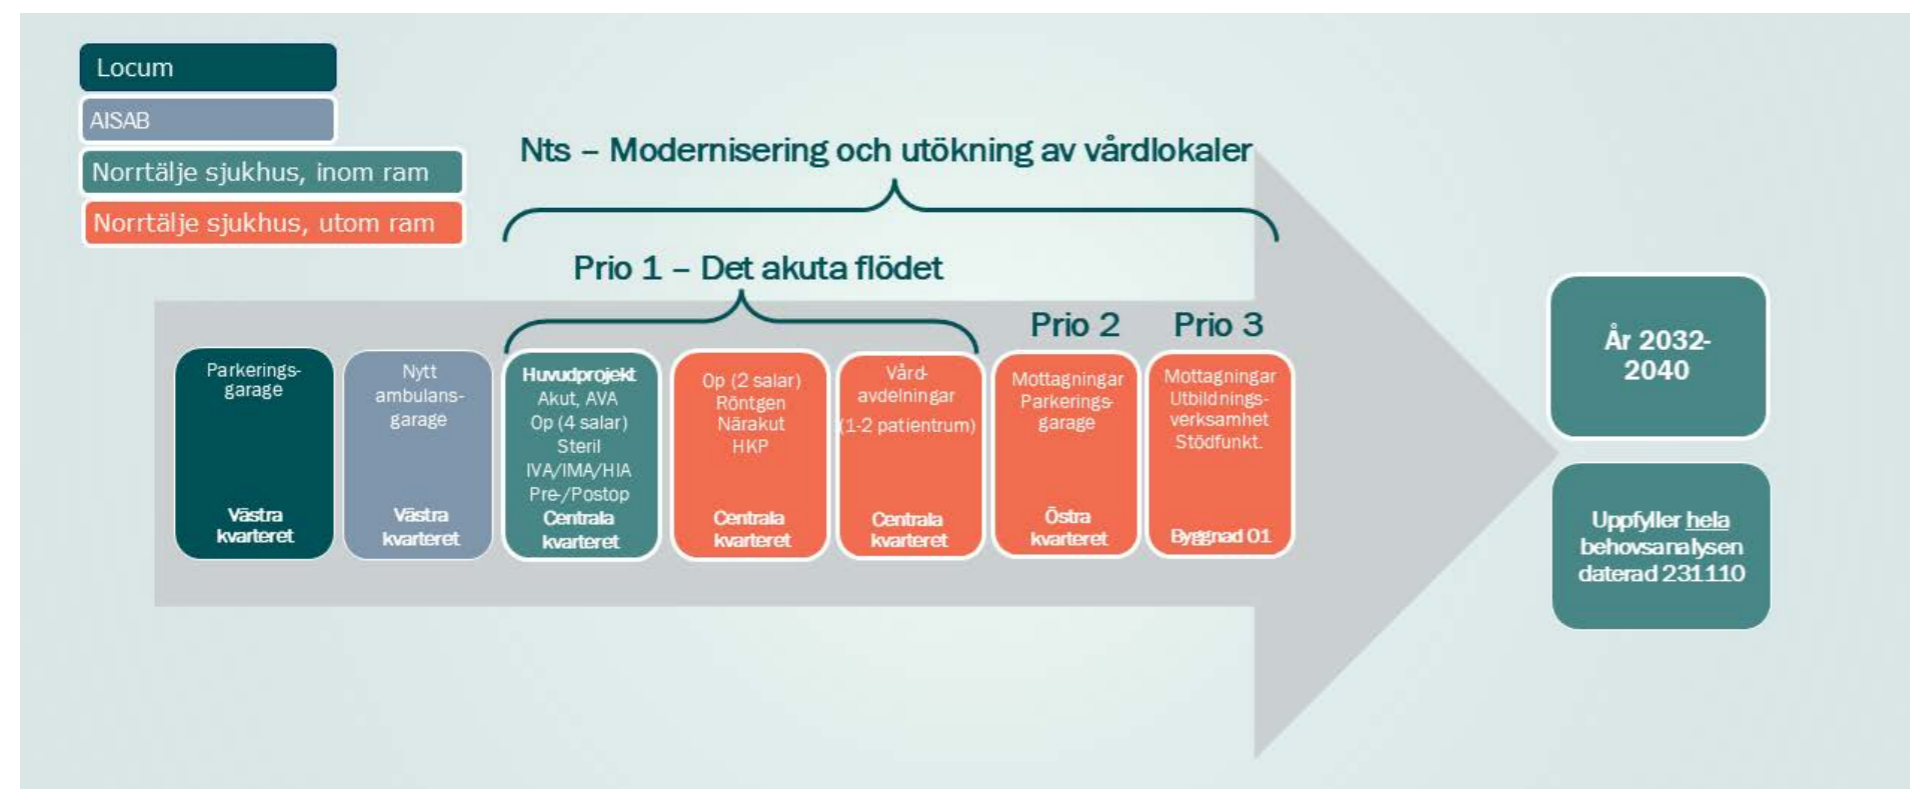 Locum
AISAB
Norrtälje sjukhus, inom ram
Norrtälje sjukhus, utom ram
Nts – Modernisering och utökning av vårdlokaler
Prio 1 – Det akuta flödet
Prio 2
Prio 3
Parkerings-
garage
Västra
kvarteret
Nytt
ambulans-
garage
Västra
kvarteret
Huvudprojekt
Akut, AVA
Op (4 salar)
Steril
IVA/IMA/HIA
Pre-/Postop
Centrala
kvarteret
Op (2 salar)
Röntgen
Närakut
HKP
Centrala
kvarteret
Vård-
avdelningar
(1-2 patientrum)
Centrala
kvarteret
Mottagningar
Parkerings-
garage
Östra
kvarteret
Mottagningar
Utbildnings-
verksamhet
Stödfunkt.
Byggnad 01
År 2032-
2040
Uppfyller hela
behovsanalysen
daterad 231110